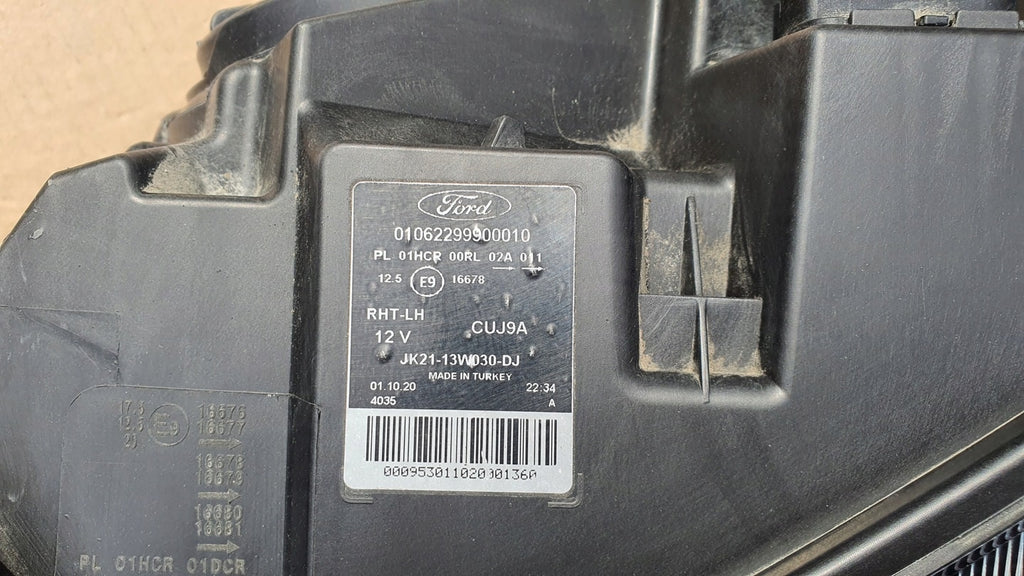 Ford
01062299900010
PL 01HCR 00RL 02A 011
12.5 E9 16678
RHT-LH
12 V CUJ9A
JK21-13W030-DJ
MADE IN TURKEY
01.10.20 22:34
4035 A
E9 16676
16677
16678
16679
16680
16681
PL 01HCR 01DCR